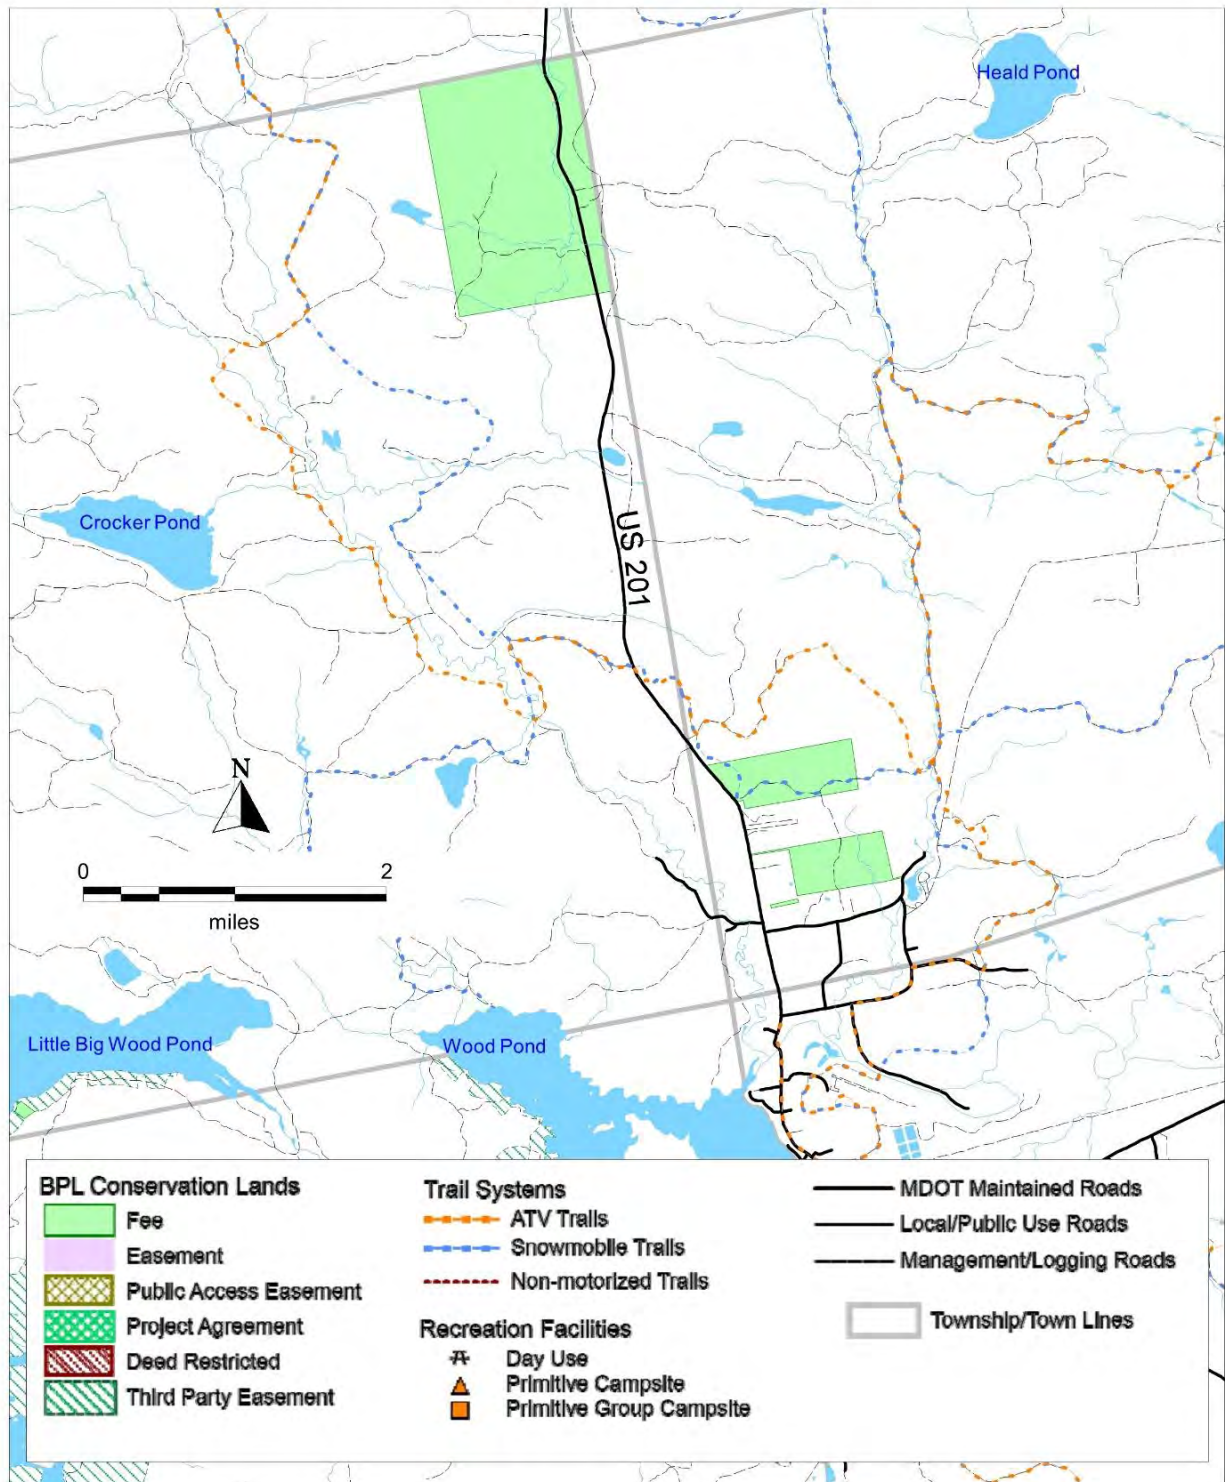 Heald Pond
US 201
Crocker Pond
N
0
2
miles
Little Big Wood Pond
Wood Pond
BPL Conservation Lands
Fee
Easement
Public Access Easement
Project Agreement
Deed Restricted
Third Party Easement
Trail Systems
ATV Trails
Snowmobile Trails
Non-motorized Trails
Recreation Facilities
Day Use
Primitive Campsite
Primitive Group Campsite
MDOT Maintained Roads
Local/Public Use Roads
Management/Logging Roads
Township/Town Lines